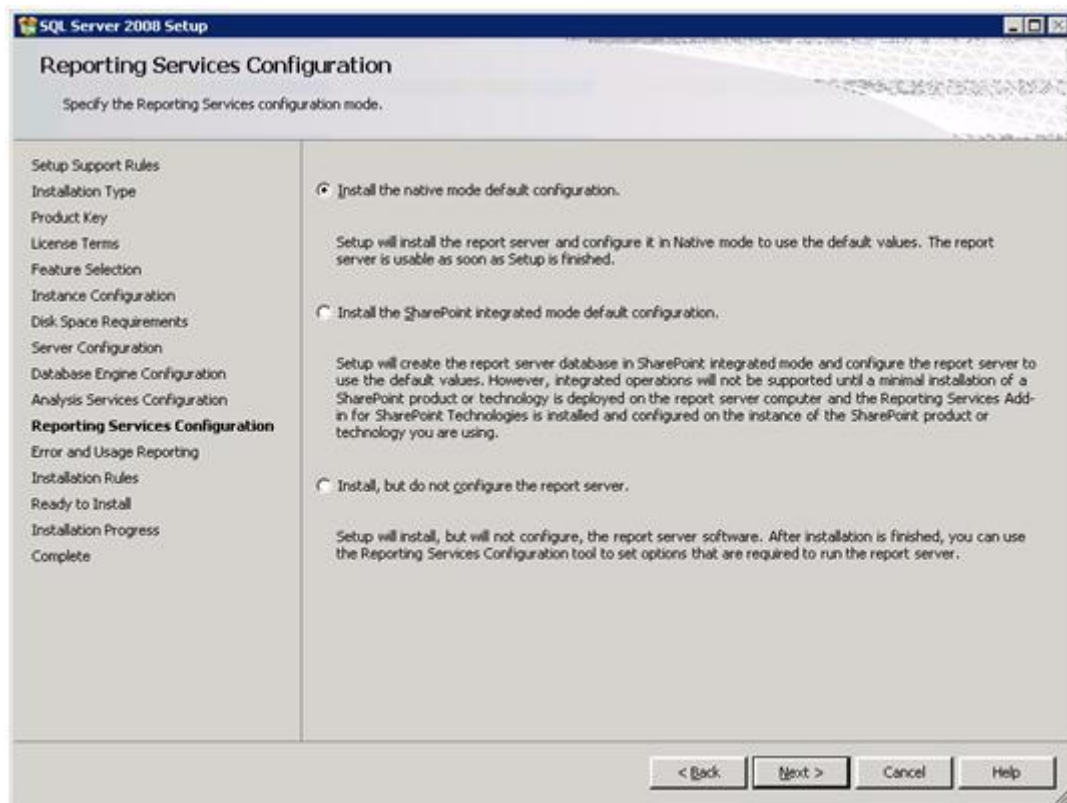 SQL Server 2008 Setup
Reporting Services Configuration
Specify the Reporting Services configuration mode.
Setup Support Rules
Installation Type
Product Key
License Terms
Feature Selection
Instance Configuration
Disk Space Requirements
Server Configuration
Database Engine Configuration
Analysis Services Configuration
Reporting Services Configuration
Error and Usage Reporting
Installation Rules
Ready to Install
Installation Progress
Complete
Install the native mode default configuration.
Setup will install the report server and configure it in Native mode to use the default values. The report
server is usable as soon as Setup is finished.
Install the SharePoint integrated mode default configuration.
Setup will create the report server database in SharePoint integrated mode and configure the report server to
use the default values. However, integrated operations will not be supported until a minimal installation of a
SharePoint product or technology is deployed on the report server computer and the Reporting Services Add-
in for SharePoint Technologies is installed and configured on the instance of the SharePoint product or
technology you are using.
Install, but do not configure the report server.
Setup will install, but will not configure, the report server software. After installation is finished, you can use
the Reporting Services Configuration tool to set options that are required to run the report server.
< Back
Next >
Cancel
Help